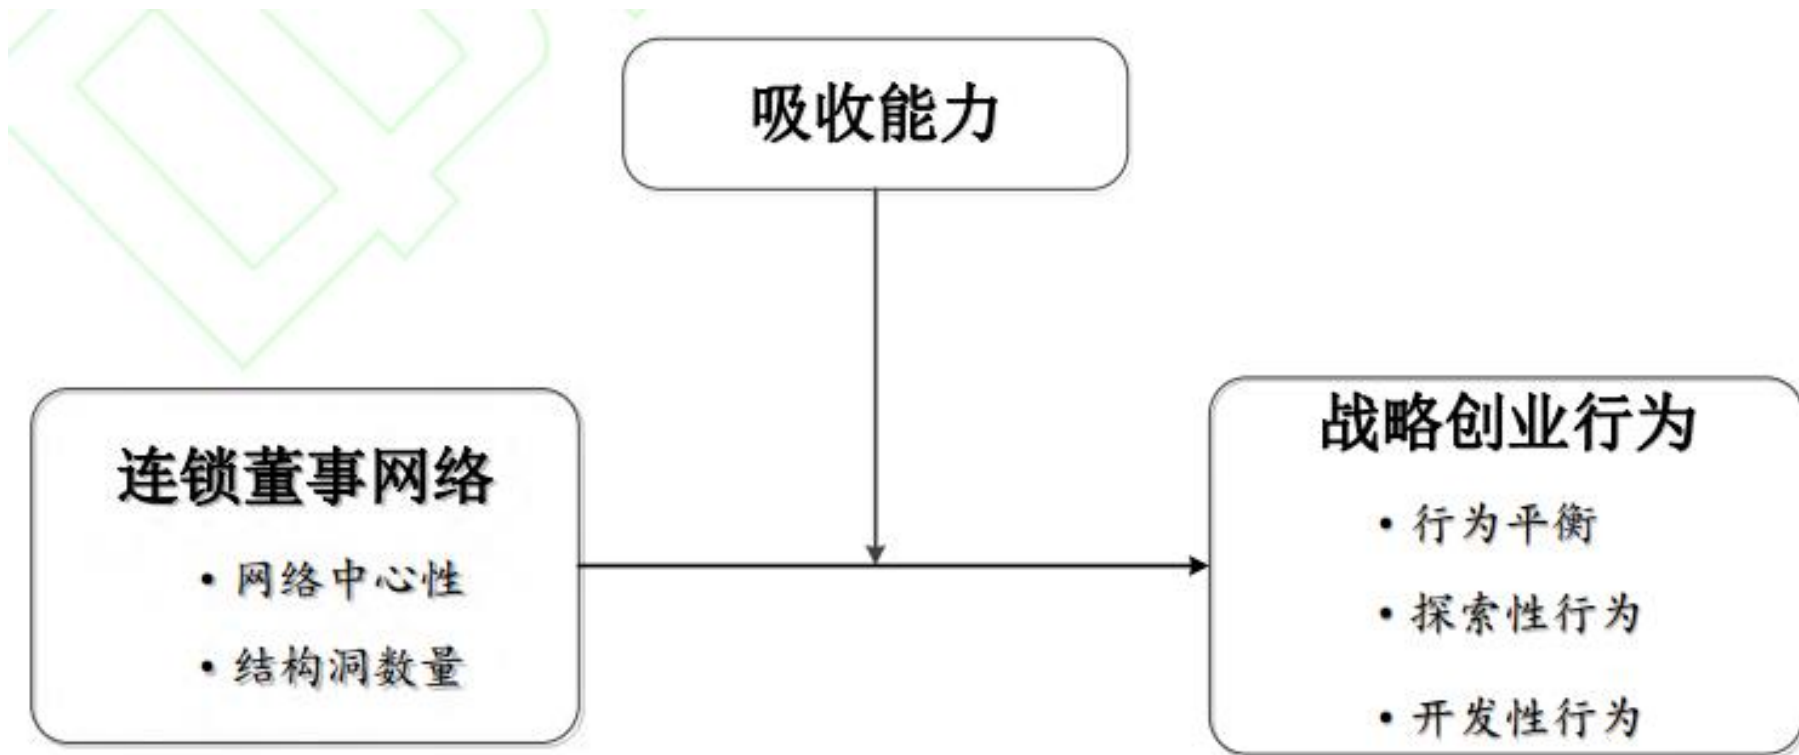 吸收能力
连锁董事网络
• 网络中心性
• 结构洞数量
战略创业行为
• 行为平衡
• 探索性行为
• 开发性行为